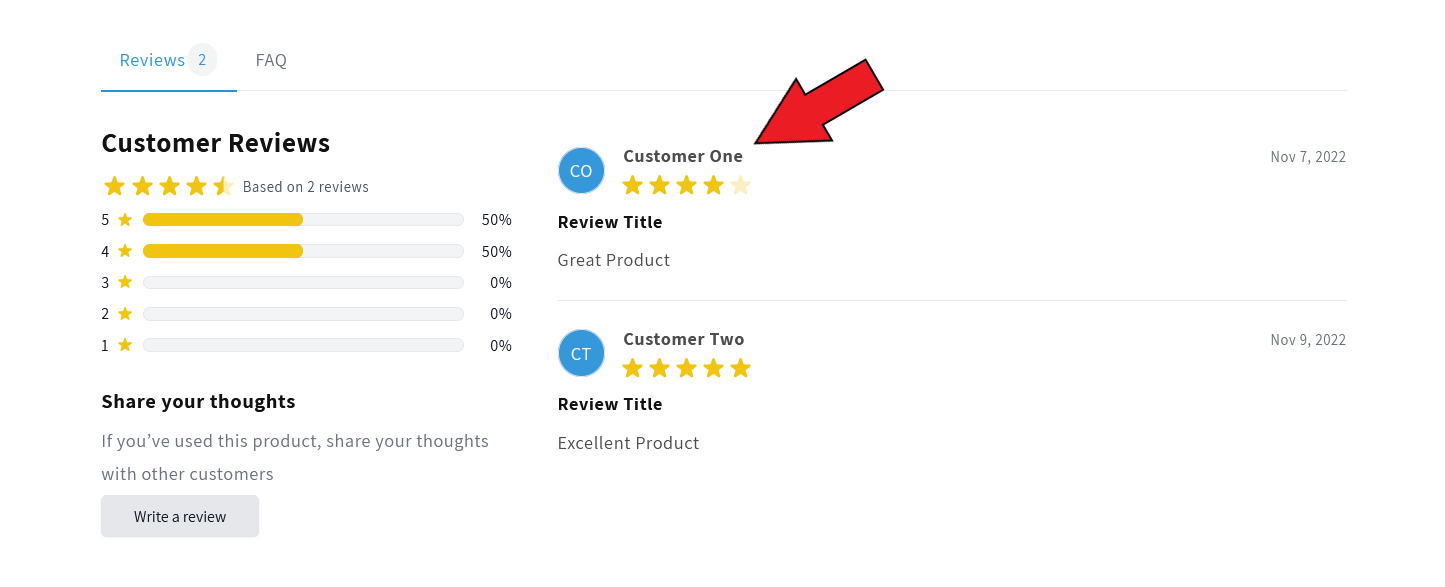 Reviews 2 FAQ
Customer Reviews
Based on 2 reviews
5 50%
4 50%
3 0%
2 0%
1 0%
Share your thoughts
If you’ve used this product, share your thoughts
with other customers
Write a review
CO Customer One Nov 7, 2022
Review Title
Great Product
CT Customer Two Nov 9, 2022
Review Title
Excellent Product